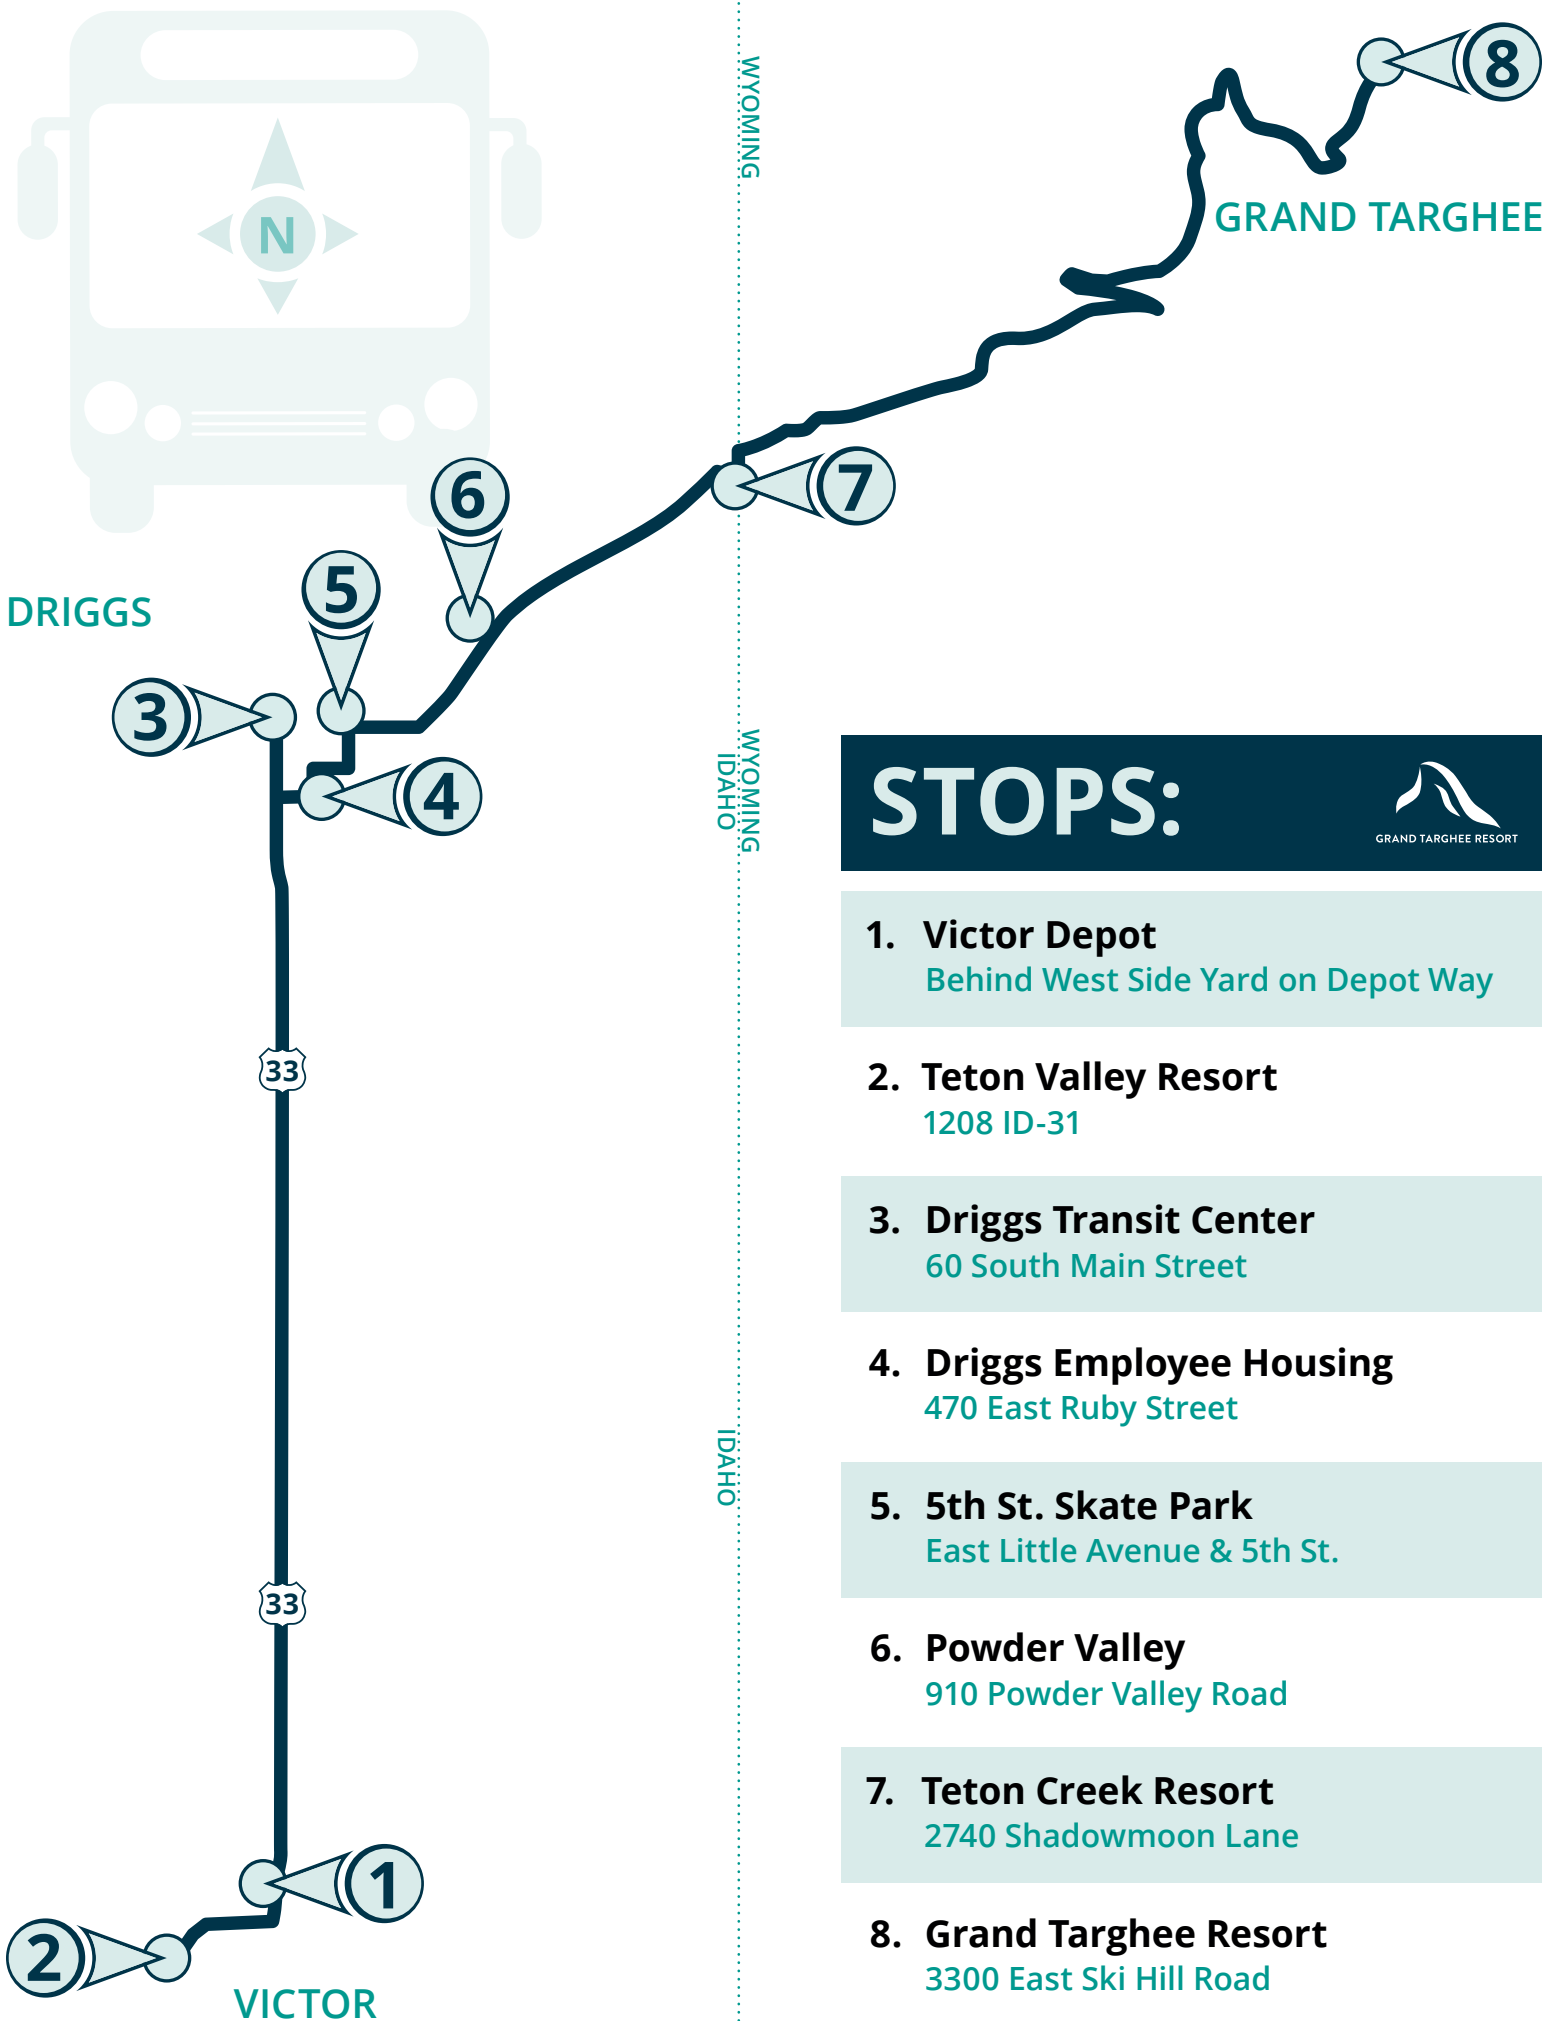 WYOMING
8
N
GRAND TARGHEE
6
7
5
DRIGGS
3
4
WYOMING
IDAHO
STOPS:
GRAND TARGHEE RESORT
1. Victor Depot
Behind West Side Yard on Depot Way
33
2. Teton Valley Resort
1208 ID-31
3. Driggs Transit Center
60 South Main Street
4. Driggs Employee Housing
470 East Ruby Street
IDAHO
5. 5th St. Skate Park
East Little Avenue & 5th St.
33
6. Powder Valley
910 Powder Valley Road
7. Teton Creek Resort
2740 Shadowmoon Lane
1
2
8. Grand Targhee Resort
3300 East Ski Hill Road
VICTOR